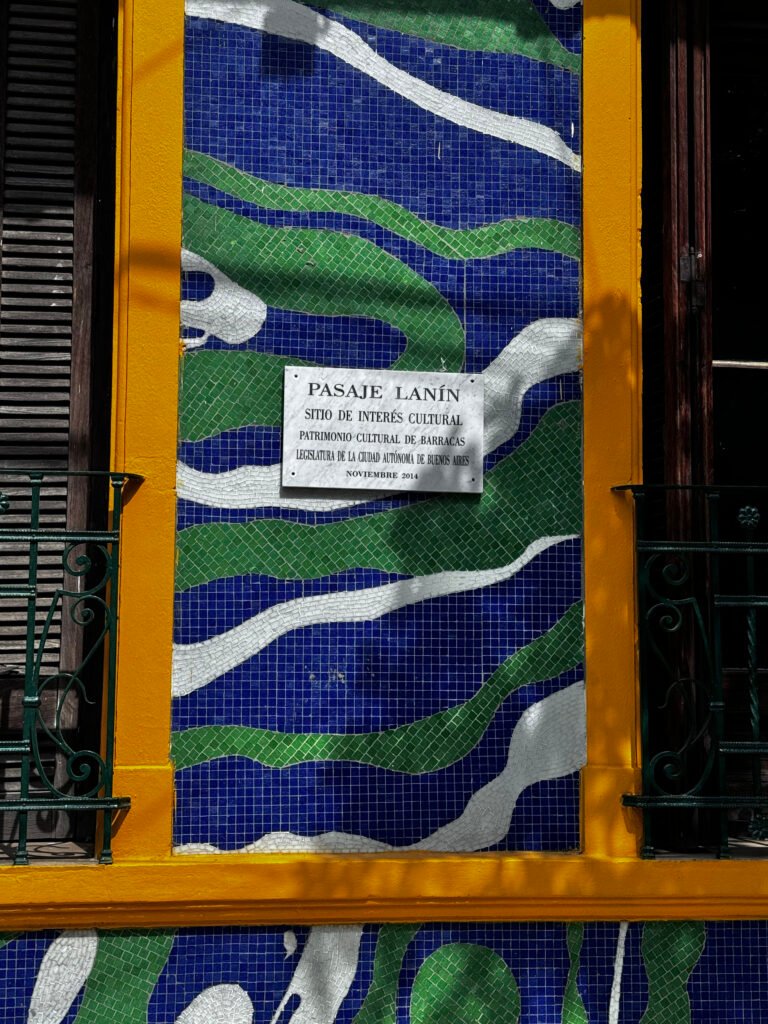 PASAJE LANÍN
SITIO DE INTERÉS CULTURAL
PATRIMONIO CULTURAL DE BARRACAS
LEGISLATURA DE LA CIUDAD AUTÓNOMA DE BUENOS AIRES
NOVIEMBRE 2014